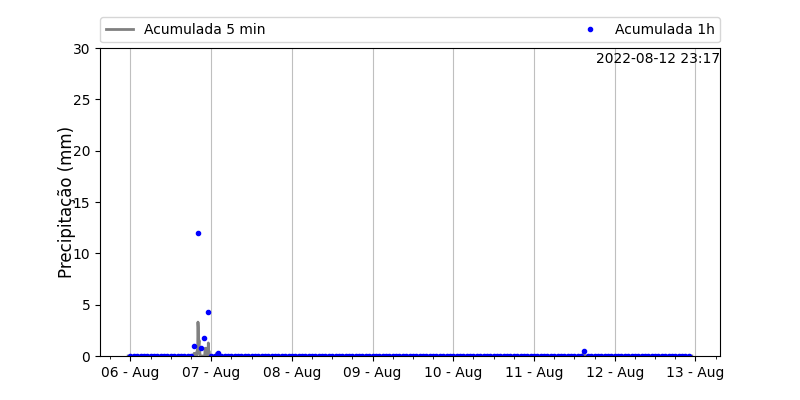 Acumulada 5 min
Acumulada 1h
2022-08-12 23:17
Precipitação (mm)
30
25
20
15
10
5
0
06 - Aug
07 - Aug
08 - Aug
09 - Aug
10 - Aug
11 - Aug
12 - Aug
13 - Aug